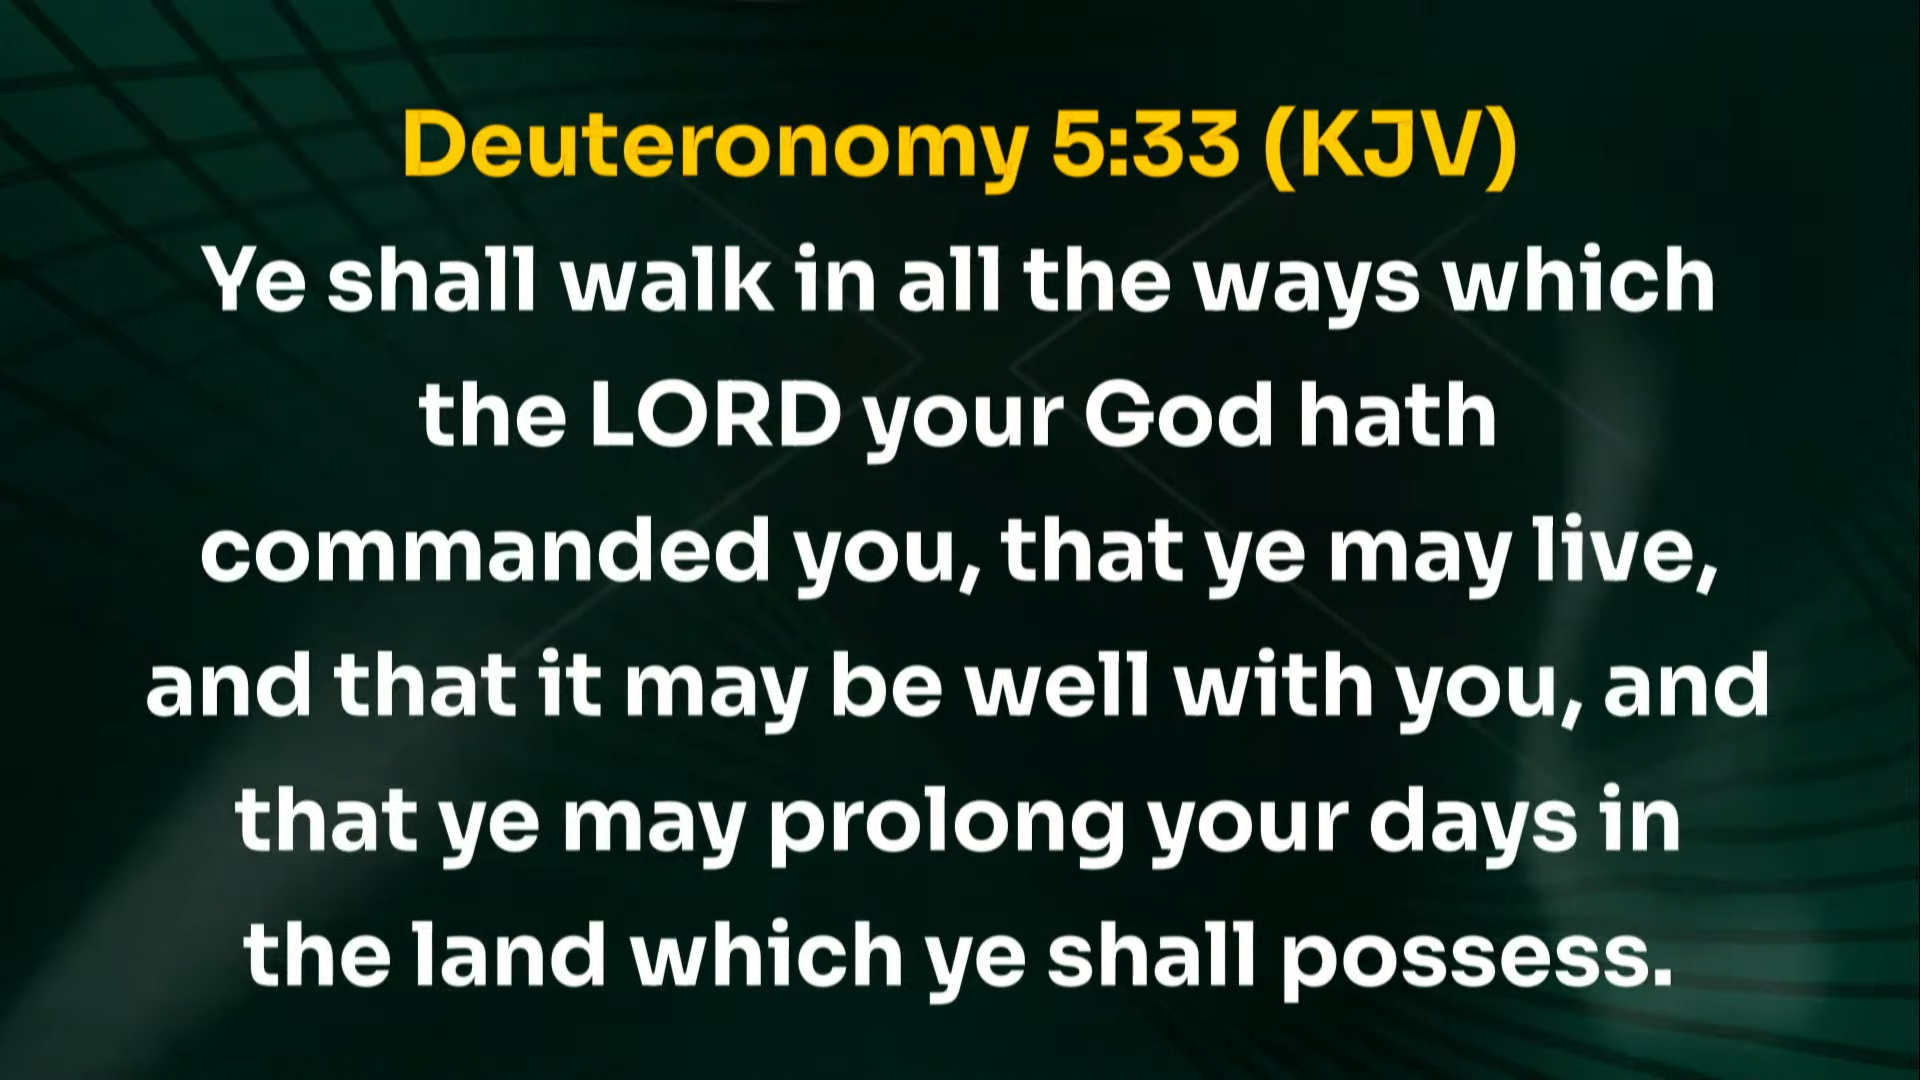 Deuteronomy 5:33 (KJV)
Ye shall walk in all the ways which
the LORD your God hath
commanded you, that ye may live,
and that it may be well with you, and
that ye may prolong your days in
the land which ye shall possess.